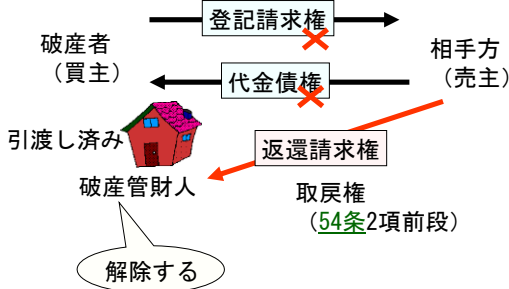 登記請求権
破産者
（買主）
相手方
（売主）
代金債権
引渡し済み
返還請求権
破産管財人
取戻権
（54条2項前段）
解除する